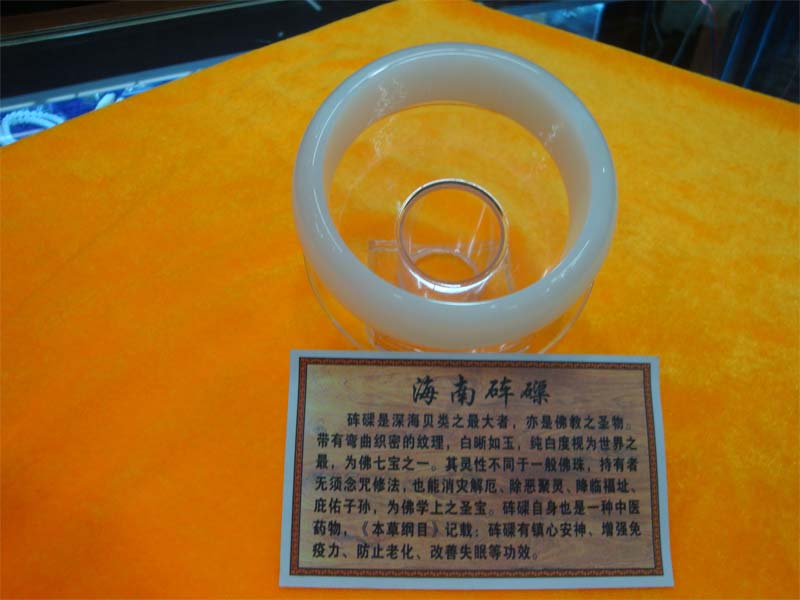 海南砗磲
砗磲是深海贝类之最大者，亦是佛教之圣物。
带有弯曲织密的纹理，白晰如玉，纯白度视为世界之
最，为佛七宝之一。其灵性不同于一般佛珠，持有者
无须念咒修法，也能消灾解厄、除恶聚灵、降临福址、
庇佑子孙，为佛学上之圣宝。砗磲自身也是一种中医
药物，《本草纲目》记载：砗磲有镇心安神、增强免
疫力、防止老化、改善失眠等功效。